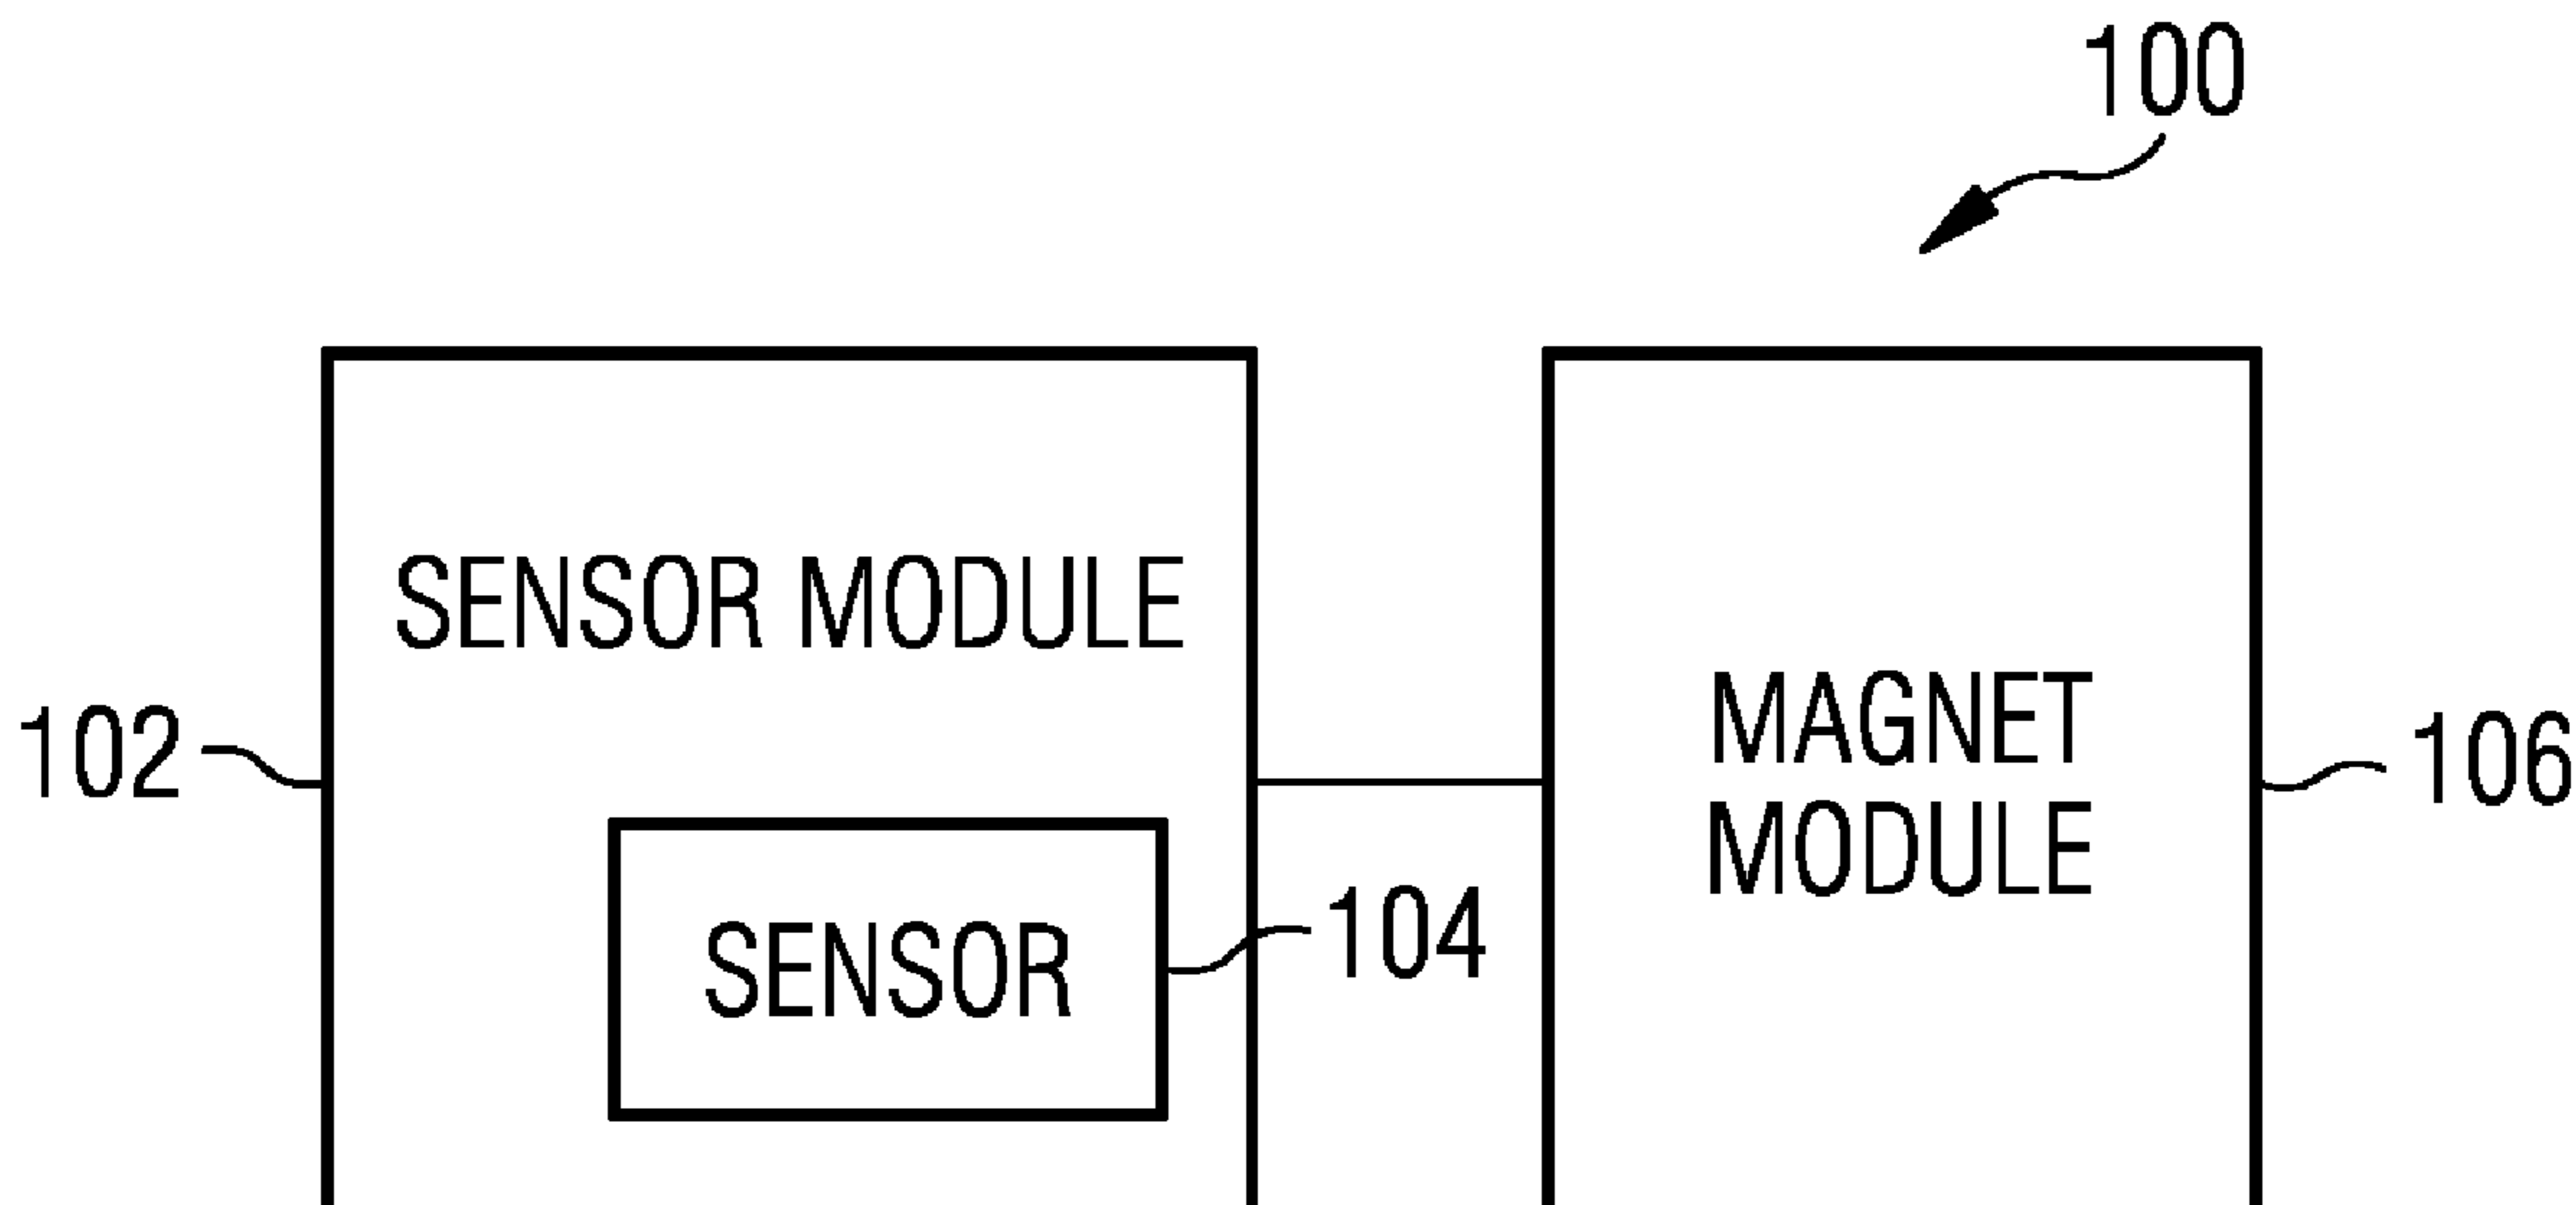 100
SENSOR MODULE
102
MAGNET
MODULE
106
SENSOR
104